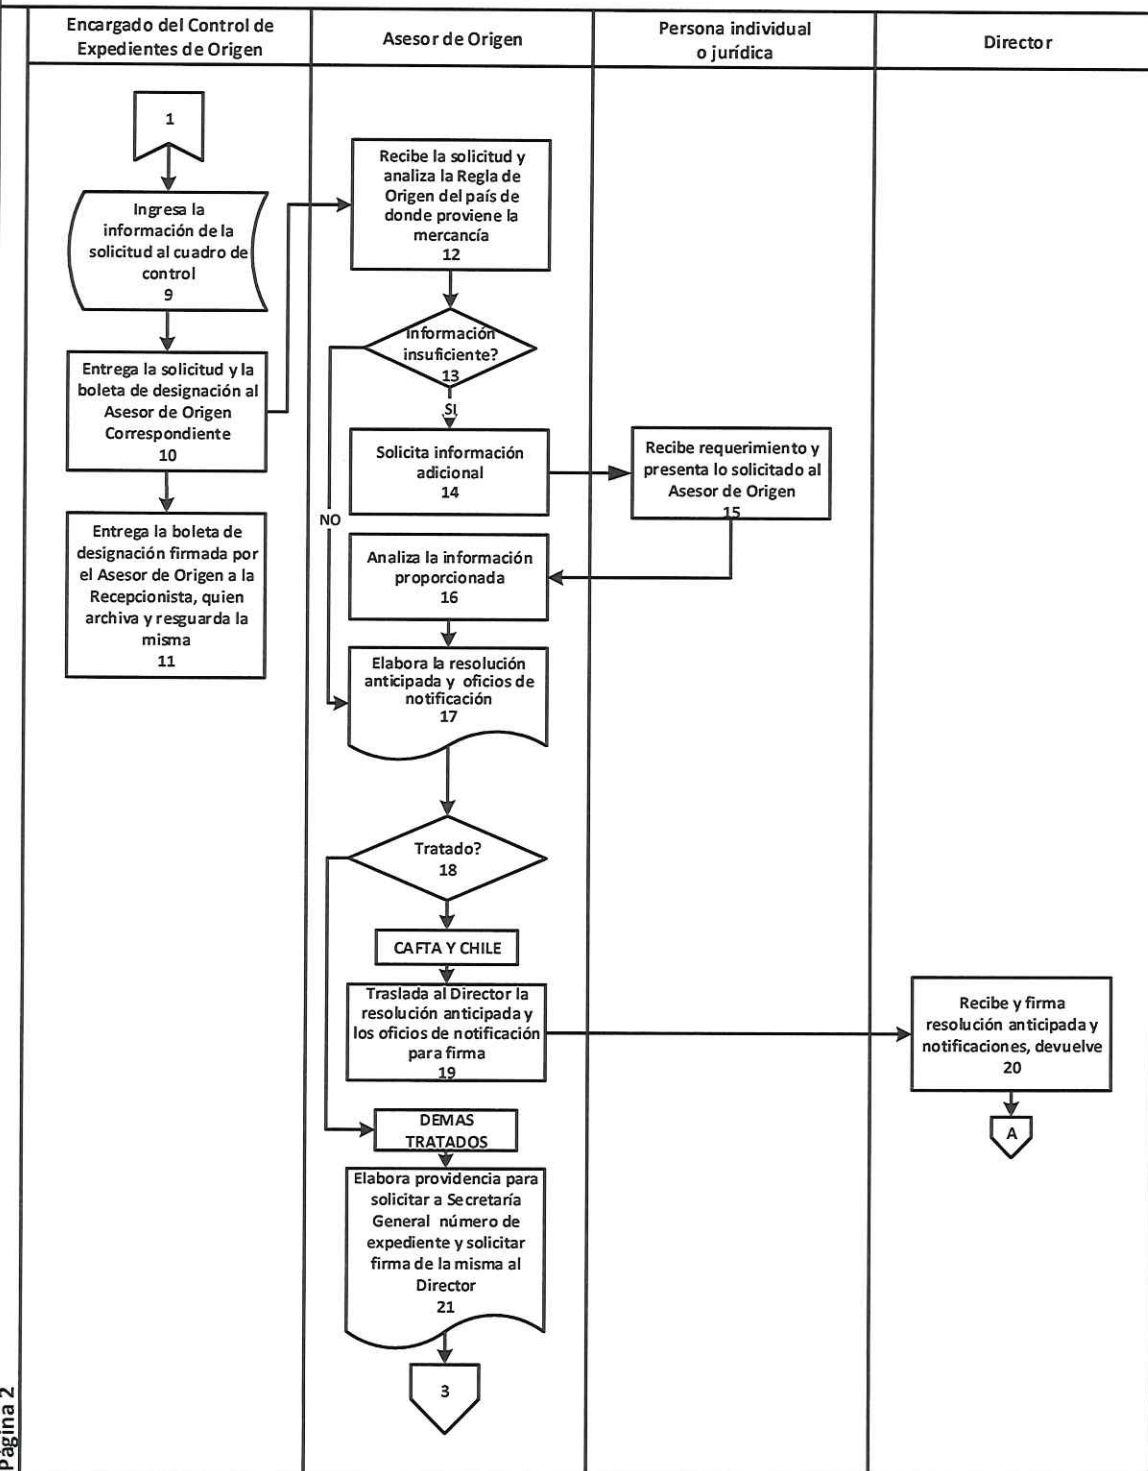 Encargado del Control de
Expedientes de Origen
Asesor de Origen
Persona individual
o jurídica
Director
1
Ingresa la
información de la
solicitud al cuadro de
control
9
Entrega la solicitud y la
boleta de designación al
Asesor de Origen
Correspondiente
10
Entrega la boleta de
designación firmada por
el Asesor de Origen a la
Recepcionista, quien
archiva y resguarda la
misma
11
Recibe la solicitud y
analiza la Regla de
Origen del país de
donde proviene la
mercancía
12
Información
insuficiente?
13
SI
NO
Solicita información
adicional
14
Recibe requerimiento y
presenta lo solicitado al
Asesor de Origen
15
Analiza la información
proporcionada
16
Elabora la resolución
anticipada y oficios de
notificación
17
Tratado?
18
CAFTA Y CHILE
Traslada al Director la
resolución anticipada y
los oficios de notificación
para firma
19
Recibe y firma
resolución anticipada y
notificaciones, devuelve
20
A
DEMAS
TRATADOS
Elabora providencia para
solicitar a Secretaría
General número de
expediente y solicitar
firma de la misma al
Director
21
3
Página 2